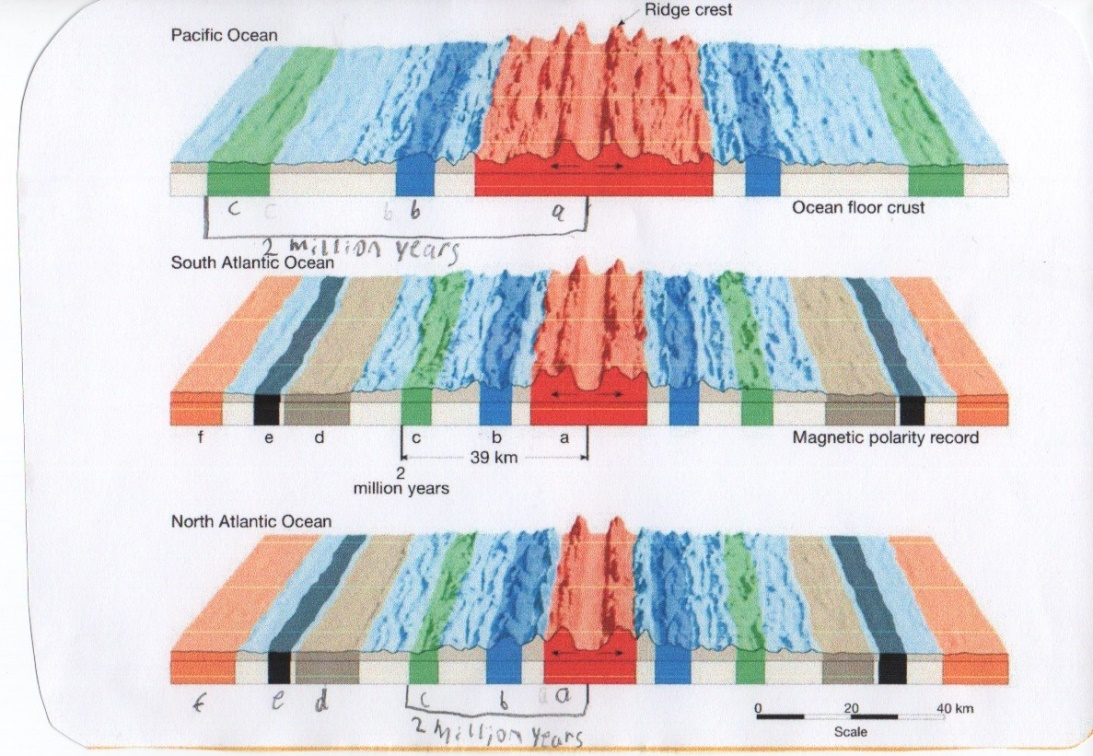 Ridge crest
Pacific Ocean
c c b b a
Ocean floor crust
2 million years
South Atlantic Ocean
f e d c b a
Magnetic polarity record
39 km
2
million years
North Atlantic Ocean
f e d c b a a
2 million years
0 20 40 km
Scale